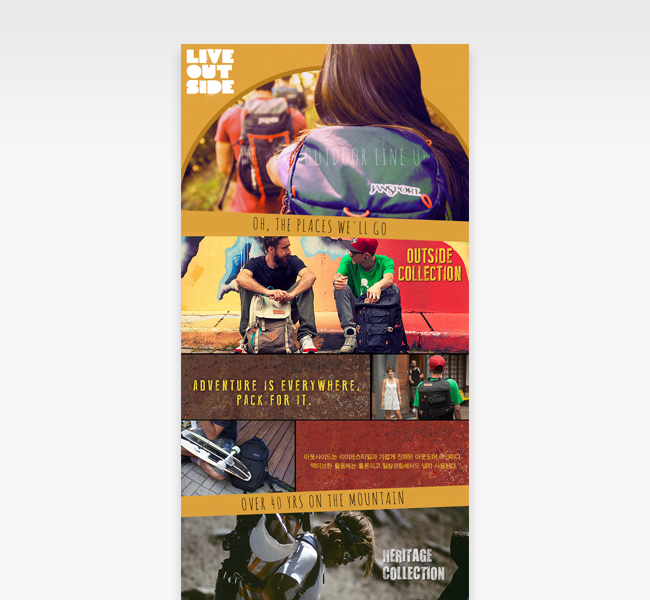 LIVE
OUT
SIDE
OUTDOOR LINE UP
JANSPORT
OH, THE PLACES WE'LL GO
OUTSIDE
COLLECTION
ADVENTURE IS EVERYWHERE.
PACK FOR IT.
아웃사이드는 라이프스타일과 가깝게 진화된 아웃도어 라인이다.
액티브한 활동에는 물론이고 일상생활에서도 널리 사용된다.
OVER 40 YRS ON THE MOUNTAIN
HERITAGE
COLLECTION